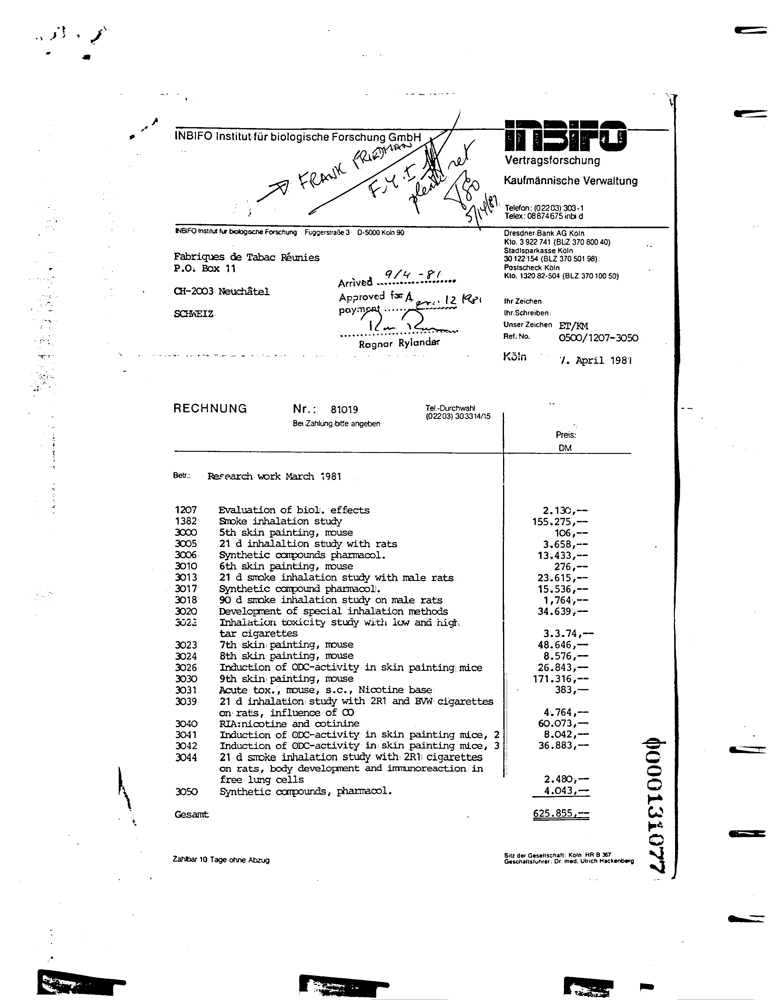 INBIFO Institut für biologische Forschung GmbH
INBIFO
Vertragsforschung
Kaufmännische Verwaltung
→ FRANK FRIEDMAN
F.Y.I
please ret
5/14/81
Telefon: (02203) 303-1
Telex: 08874675 inbi d
INBIFO Institut für biologische Forschung Fuggerstraße 3 D-5000 Köln 90
Dresdner Bank AG Köln
Kto. 3 922 741 (BLZ 370 800 40)
Stadtsparkasse Köln
30 122 154 (BLZ 370 501 98)
Postscheck Köln
Kto. 1320 82-504 (BLZ 370 100 50)
Fabriques de Tabac Réunies
P.O. Box 11
CH-2003 Neuchâtel
SCHWEIZ
Arrived 9/4 -81
Approved for
payment
Ragnar Rylander
Ihr Zeichen
Ihr Schreiben:
Unser Zeichen ET/KM
Ref. No. 0500/1207-3050
Köln 7. April 1981
RECHNUNG Nr.: 81019
Bei Zahlung bitte angeben
Tel.-Durchwahl
(02203) 303314/15
Preis:
DM
Betr.: Research work March 1981
1207 Evaluation of biol. effects 2.130,--
1382 Smoke inhalation study 155.275,--
3000 5th skin painting, mouse 106,--
3005 21 d inhalaltion study with rats 3.658,--
3006 Synthetic compounds pharmacol. 13.433,--
3010 6th skin painting, mouse 276,--
3013 21 d smoke inhalation study with male rats 23.615,--
3017 Synthetic compound pharmacol. 15.536,--
3018 90 d smoke inhalation study on male rats 1,764,--
3020 Development of special inhalation methods 34.639,--
3022 Inhalation toxicity study with low and high
tar cigarettes 3.3.74,--
3023 7th skin painting, mouse 48.646,--
3024 8th skin painting, mouse 8.576,--
3026 Induction of ODC-activity in skin painting mice 26.843,--
3030 9th skin painting, mouse 171.316,--
3031 Acute tox., mouse, s.c., Nicotine base 383,--
3039 21 d inhalation study with 2R1 and BVW cigarettes
on rats, influence of CO 4.764,--
3040 RIA:nicotine and cotinine 60.073,--
3041 Induction of ODC-activity in skin painting mice, 2 8.042,--
3042 Induction of ODC-activity in skin painting mice, 3 36.883,--
3044 21 d smoke inhalation study with 2R1 cigarettes
on rats, body development and immunoreaction in
free lung cells 2.480,--
3050 Synthetic compounds, pharmacol. 4.043,--
Gesamt 625.855,--
Zahlbar 10 Tage ohne Abzug
Sitz der Gesellschaft: Köln HR B 367
Geschäftsführer: Dr. med. Ulrich Hackenberg
0000131077